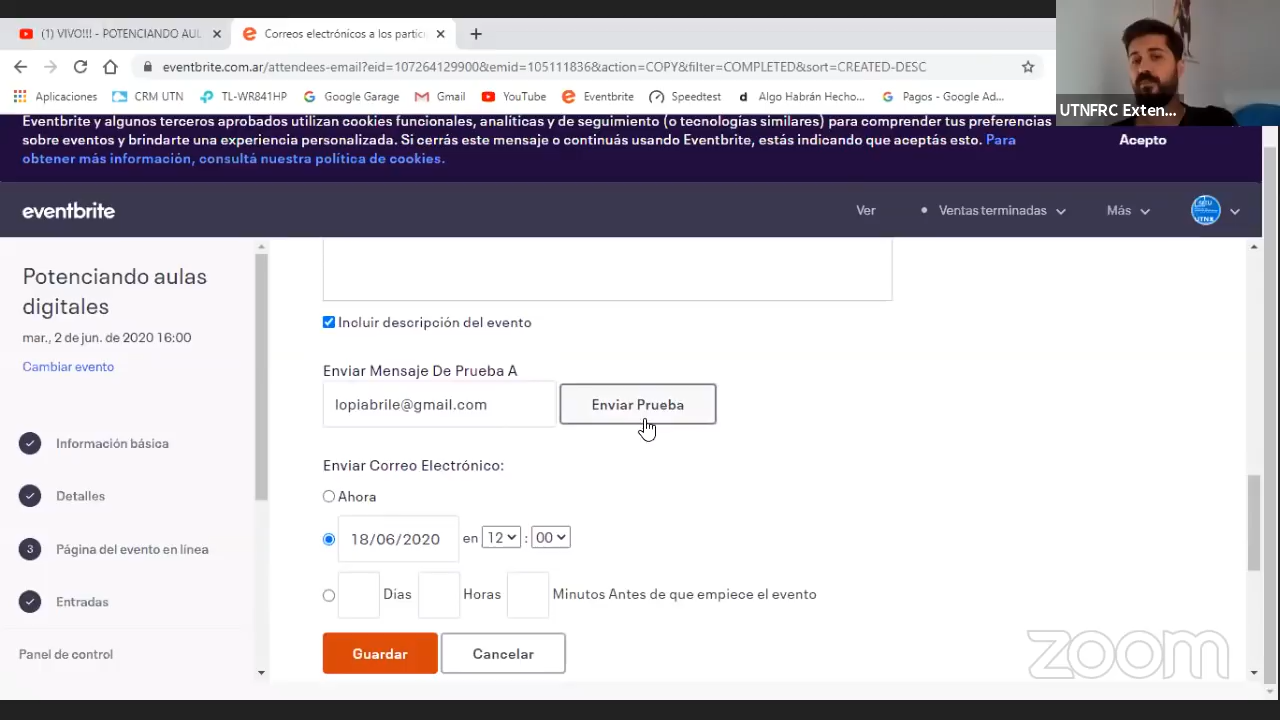 (1) VIVO!!! - POTENCIANDO AUL
Correos electrónicos a los partic
eventbrite.com.ar/attendees-email?eid=107264129900&emid=105111836&action=COPY&filter=COMPLETED&sort=CREATED-DESC
Aplicaciones CRM UTN TL-WR841HP Google Garage Gmail YouTube Eventbrite Speedtest Algo Habrán Hecho... Pagos - Google Ad...
UTNFRC Exten...
Eventbrite y algunos terceros aprobados utilizan cookies funcionales, analíticas y de seguimiento (o tecnologías similares) para comprender tus preferencias
sobre eventos y brindarte una experiencia personalizada. Si cerrás este mensaje o continuás usando Eventbrite, estás indicando que aceptás esto. Para
obtener más información, consultá nuestra política de cookies.
Acepto
eventbrite
Ver
Ventas terminadas
Más
UTN
Potenciando aulas
digitales
mar., 2 de jun. de 2020 16:00
Cambiar evento
Información básica
Detalles
3 Página del evento en línea
Entradas
Panel de control
Incluir descripción del evento
Enviar Mensaje De Prueba A
lopiabrile@gmail.com Enviar Prueba
Enviar Correo Electrónico:
Ahora
18/06/2020 en 12 : 00
Dias Horas Minutos Antes de que empiece el evento
Guardar Cancelar
zoom